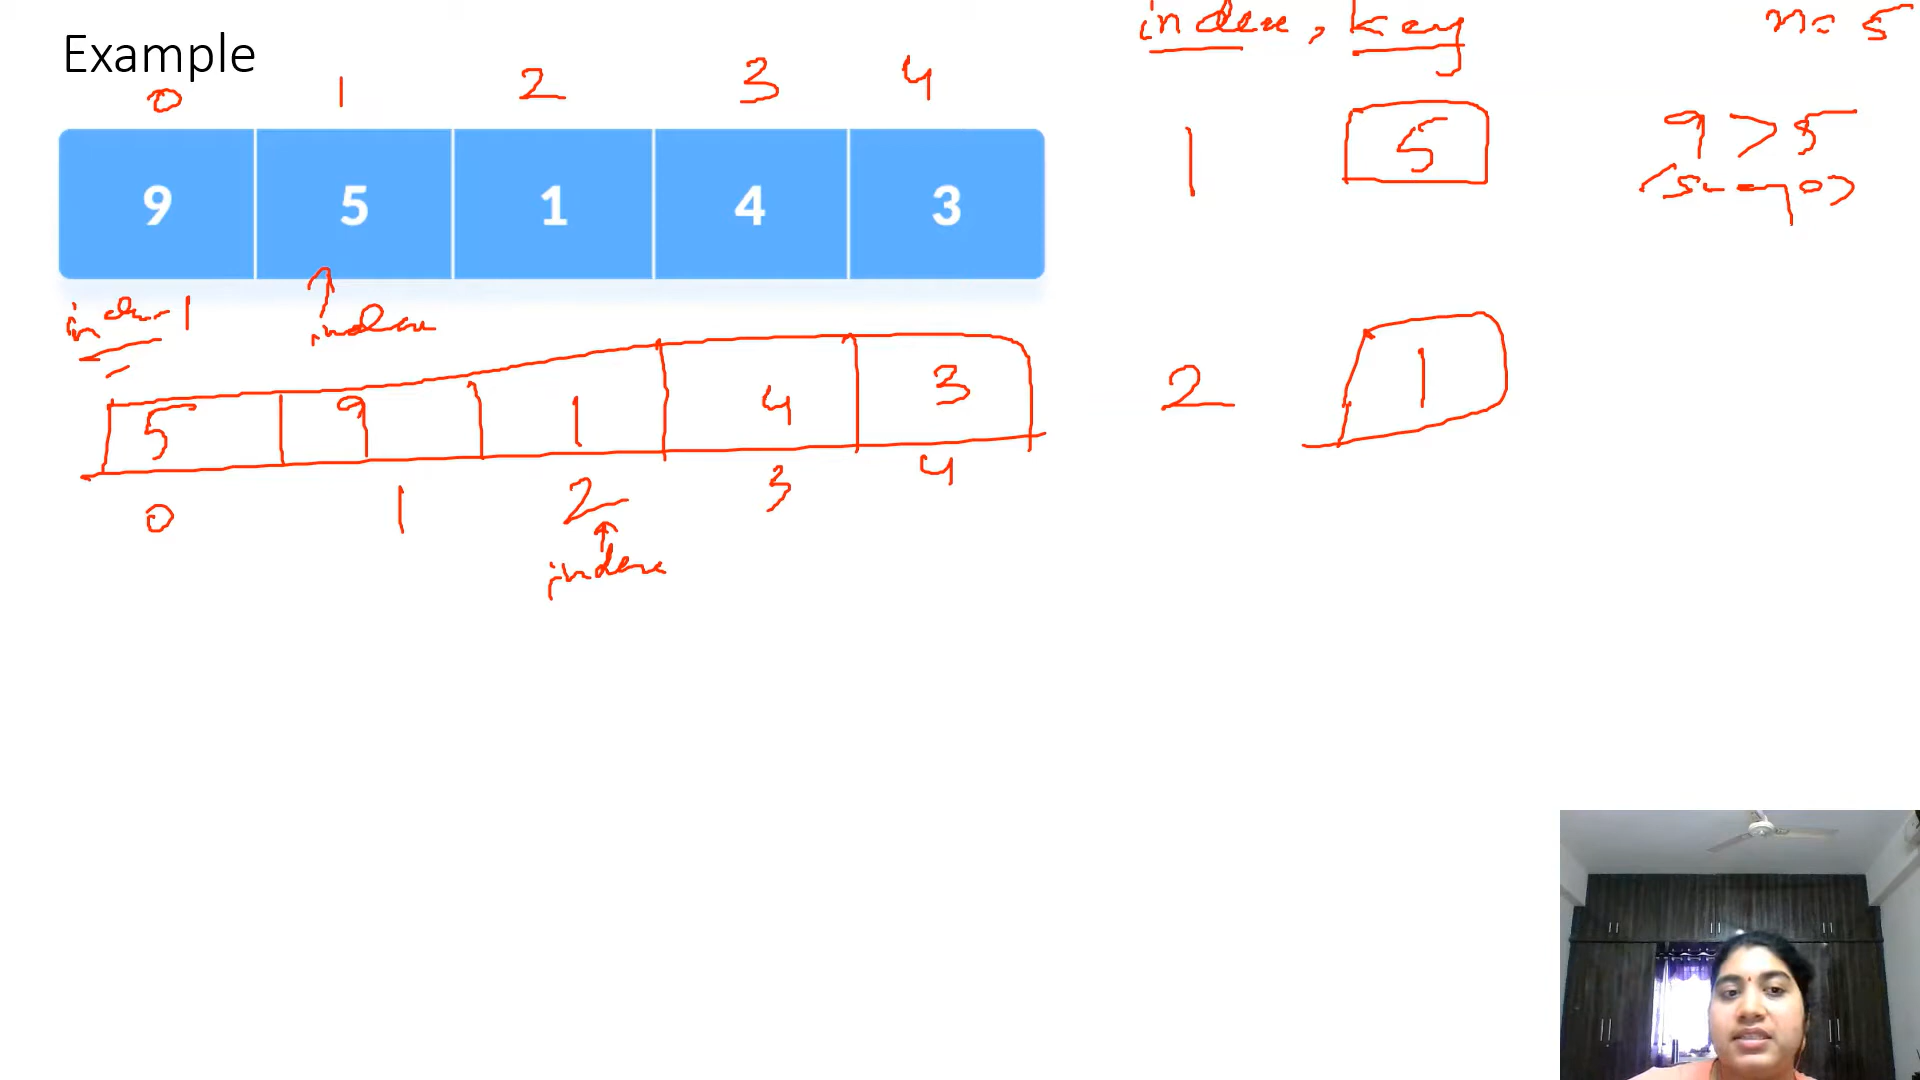 Example
index, key
n= 5
0 1 2 3 4
9 5 1 4 3
1 5
9>5
(swap)
index-1
index
5 9 1 4 3
0 1 2 3 4
index
2 1